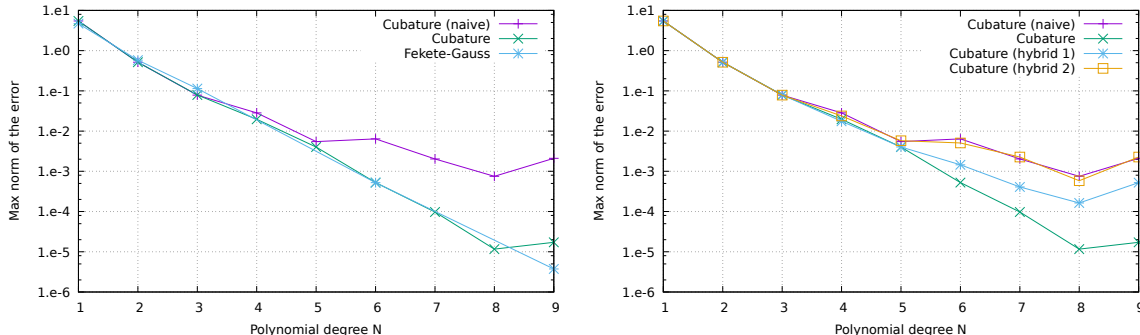 1.e1
1.e0
1.e-1
1.e-2
1.e-3
1.e-4
1.e-5
1.e-6
Max norm of the error
1 2 3 4 5 6 7 8 9
Polynomial degree N
Cubature (naive)
Cubature
Fekete-Gauss
1.e1
1.e0
1.e-1
1.e-2
1.e-3
1.e-4
1.e-5
1.e-6
Max norm of the error
1 2 3 4 5 6 7 8 9
Polynomial degree N
Cubature (naive)
Cubature
Cubature (hybrid 1)
Cubature (hybrid 2)